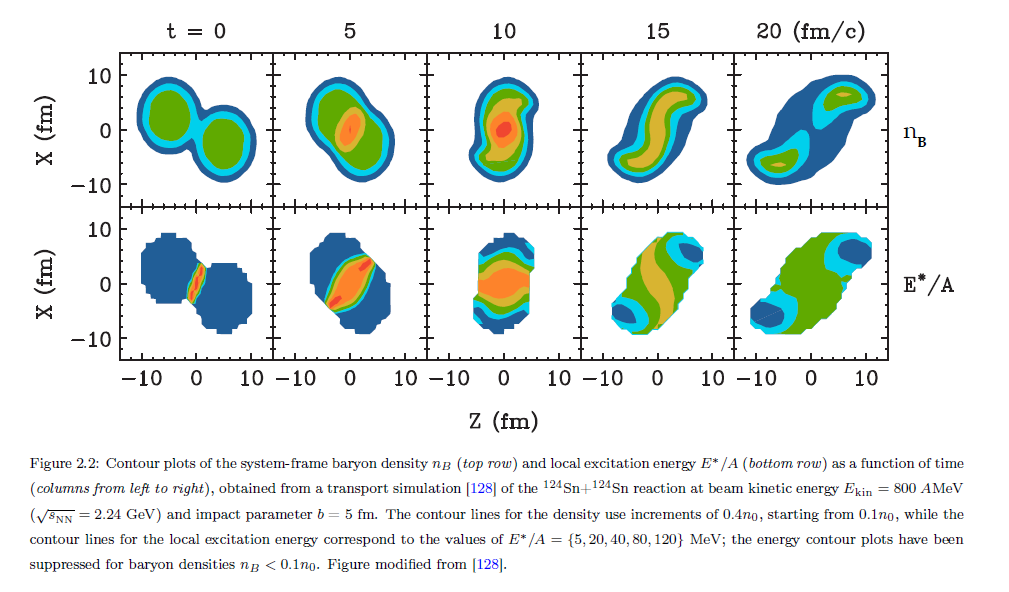 t = 0 5 10 15 20 (fm/c)
10
0
−10
X (fm)
n_B
10
0
−10
X (fm)
E*/A
−10 0 10 −10 0 10 −10 0 10 −10 0 10 −10 0 10
Z (fm)
Figure 2.2: Contour plots of the system-frame baryon density n_B (top row) and local excitation energy E*/A (bottom row) as a function of time
(columns from left to right), obtained from a transport simulation [128] of the ¹²⁴Sn+¹²⁴Sn reaction at beam kinetic energy E_kin = 800 AMeV
(√s_NN = 2.24 GeV) and impact parameter b = 5 fm. The contour lines for the density use increments of 0.4n₀, starting from 0.1n₀, while the
contour lines for the local excitation energy correspond to the values of E*/A = {5, 20, 40, 80, 120} MeV; the energy contour plots have been
suppressed for baryon densities n_B < 0.1n₀. Figure modified from [128].